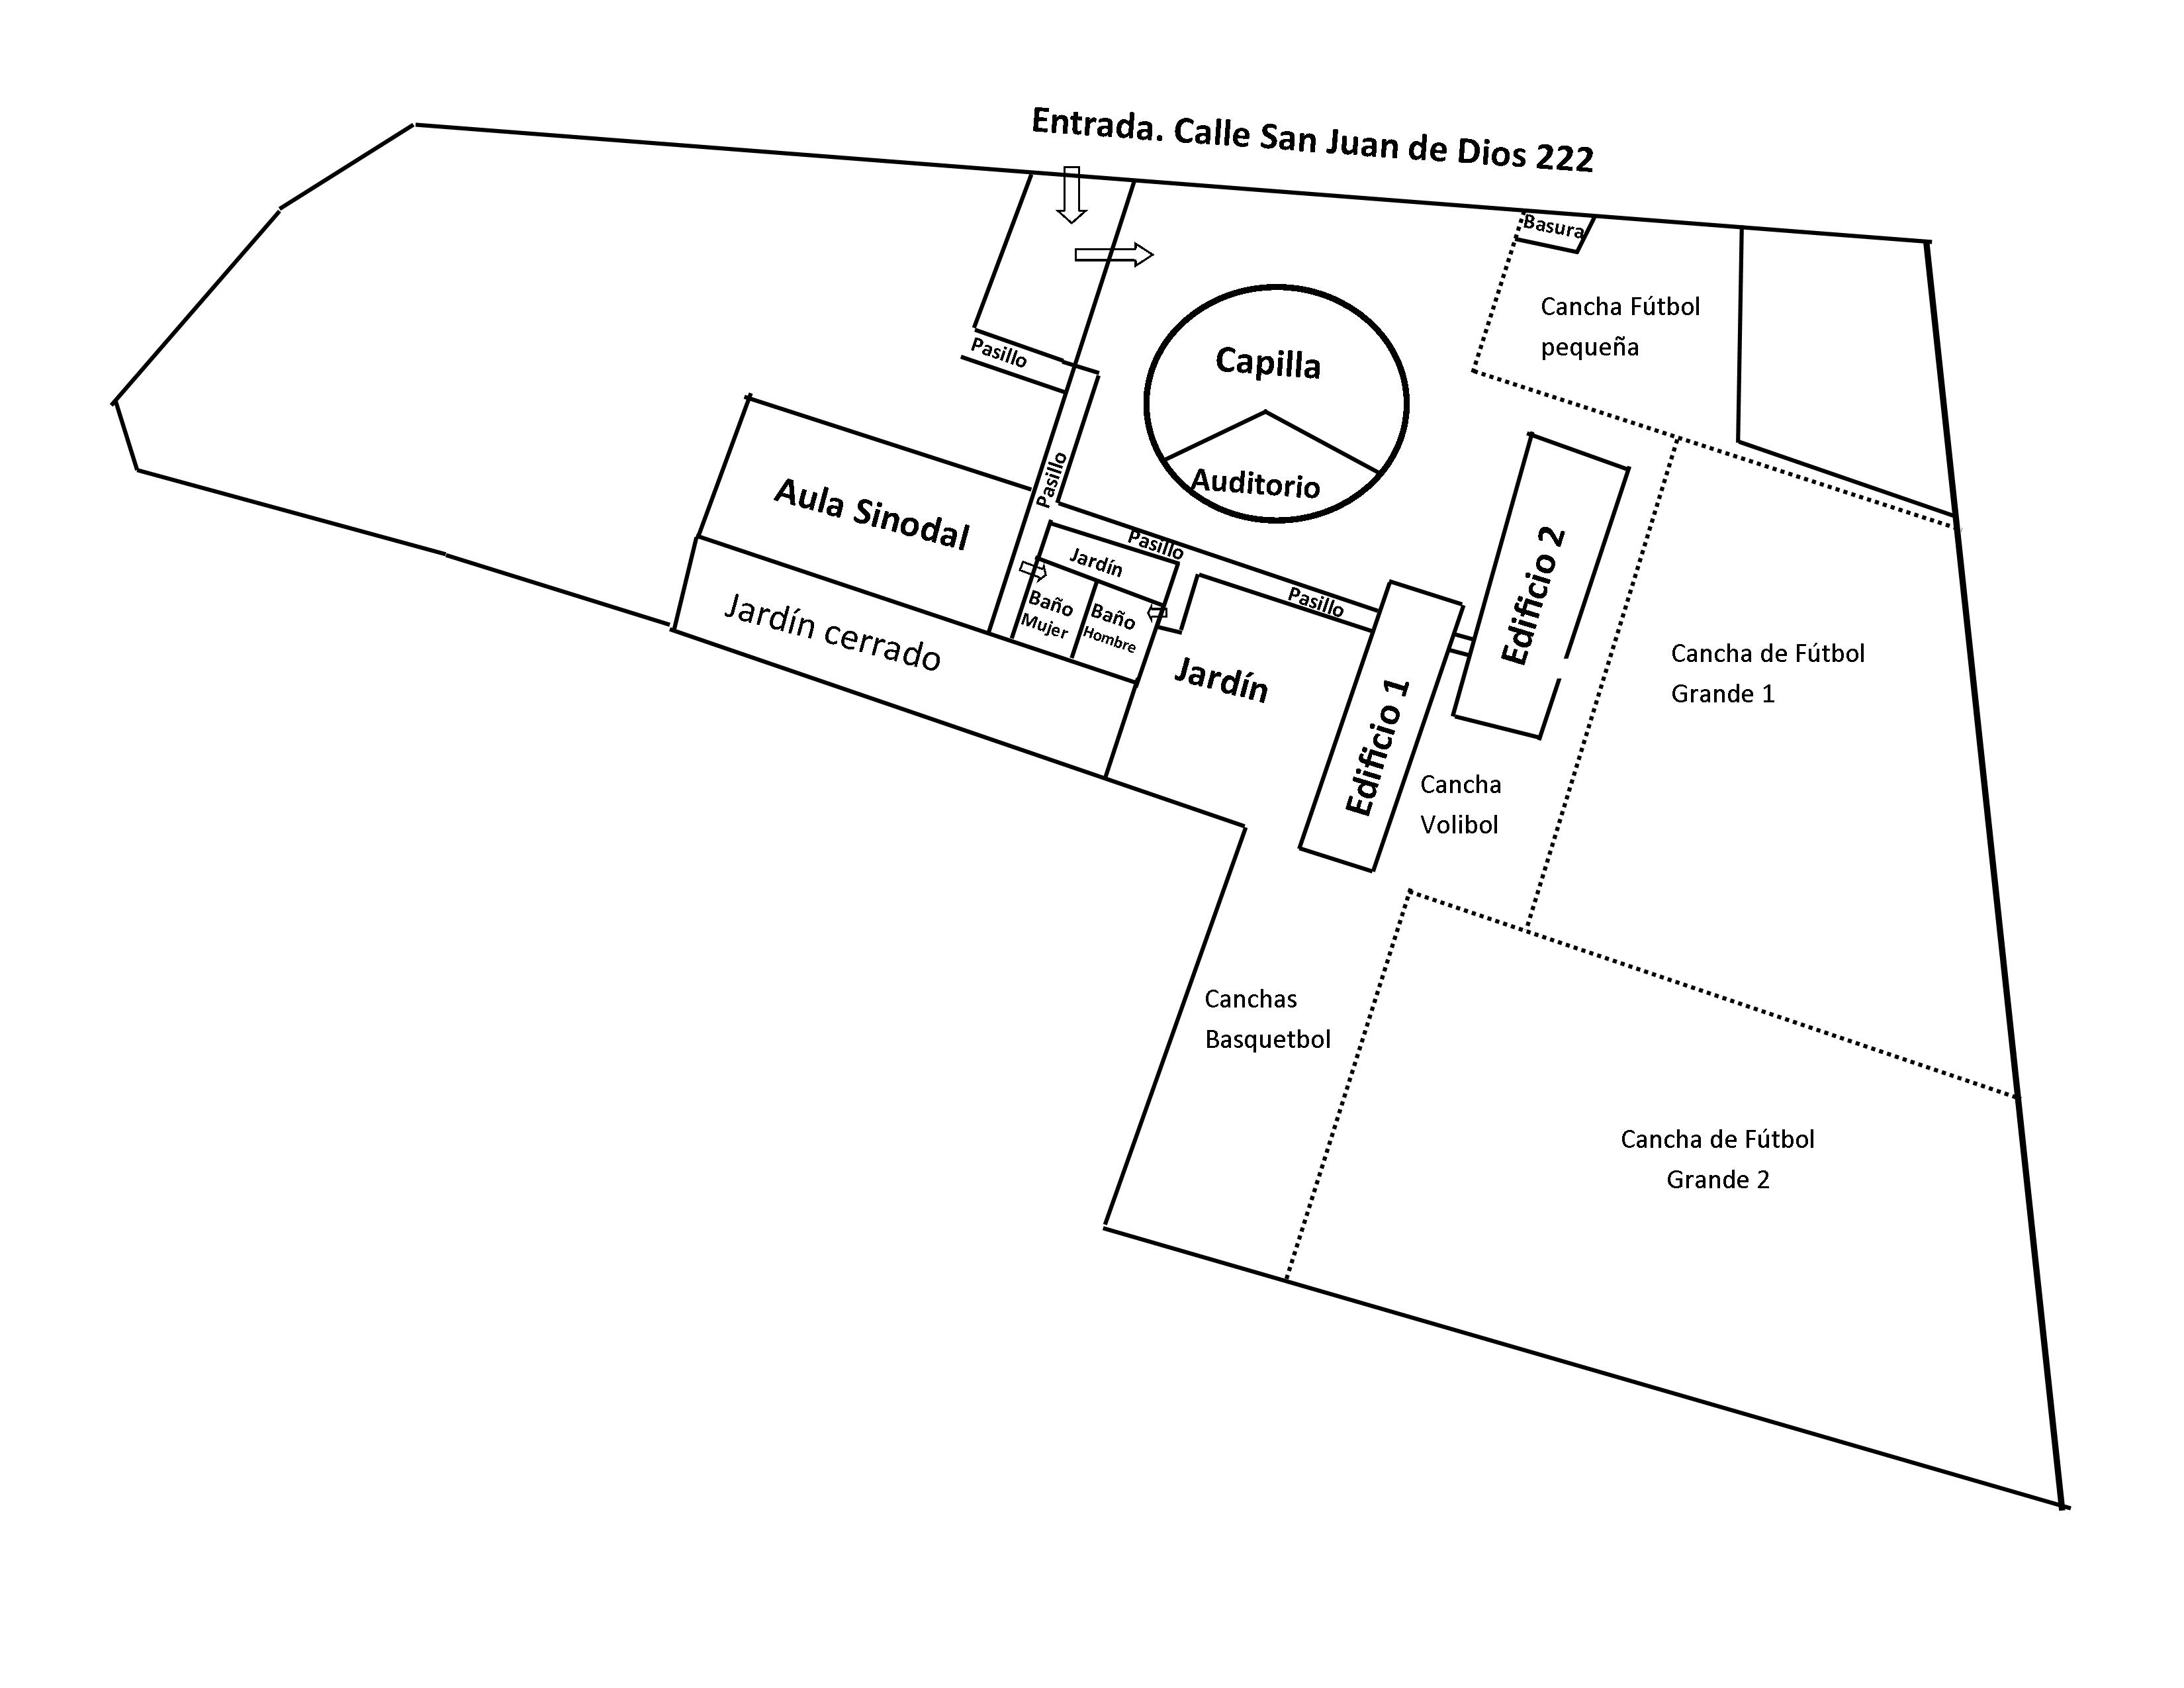 Entrada. Calle San Juan de Dios 222
Basura
Cancha Fútbol
pequeña
Pasillo
Capilla
Auditorio
Pasillo
Aula Sinodal
Pasillo
Jardín
Pasillo
Baño
Mujer
Baño
Hombre
Jardín cerrado
Jardín
Edificio 1
Edificio 2
Cancha de Fútbol
Grande 1
Cancha
Volibol
Canchas
Basquetbol
Cancha de Fútbol
Grande 2